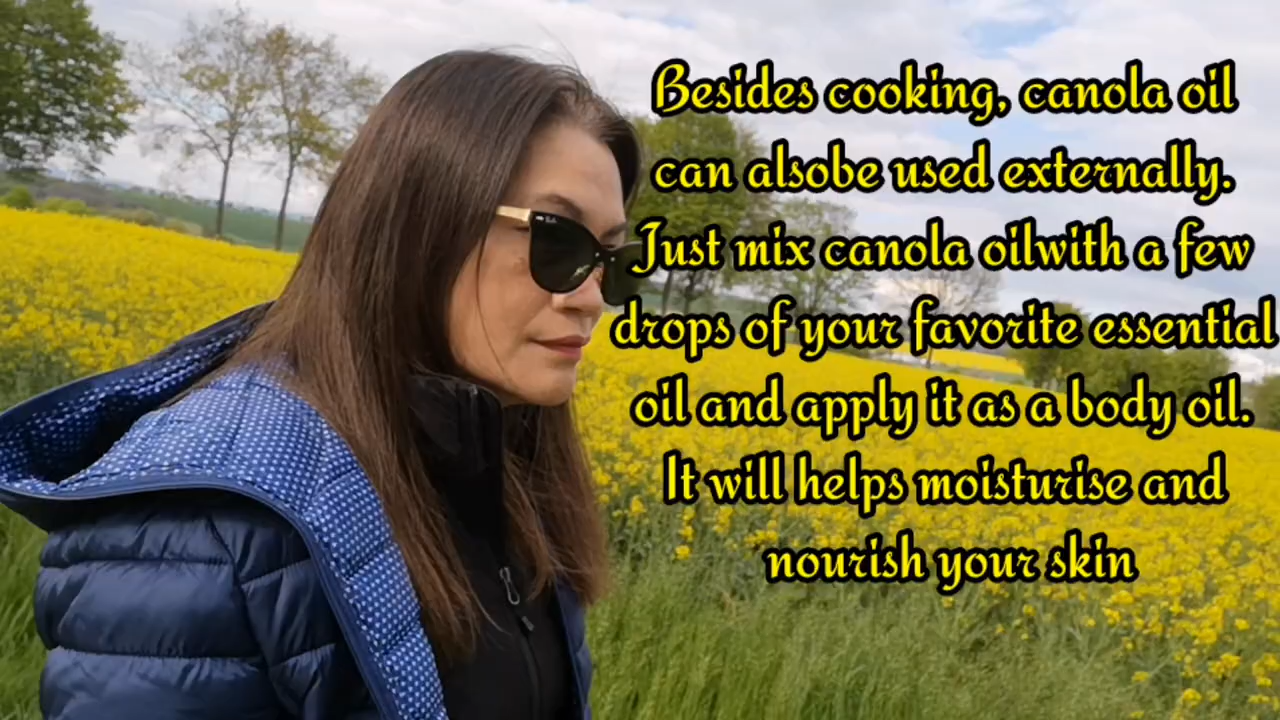 Besides cooking, canola oil
can alsobe used externally.
Just mix canola oilwith a few
drops of your favorite essential
oil and apply it as a body oil.
It will helps moisturise and
nourish your skin